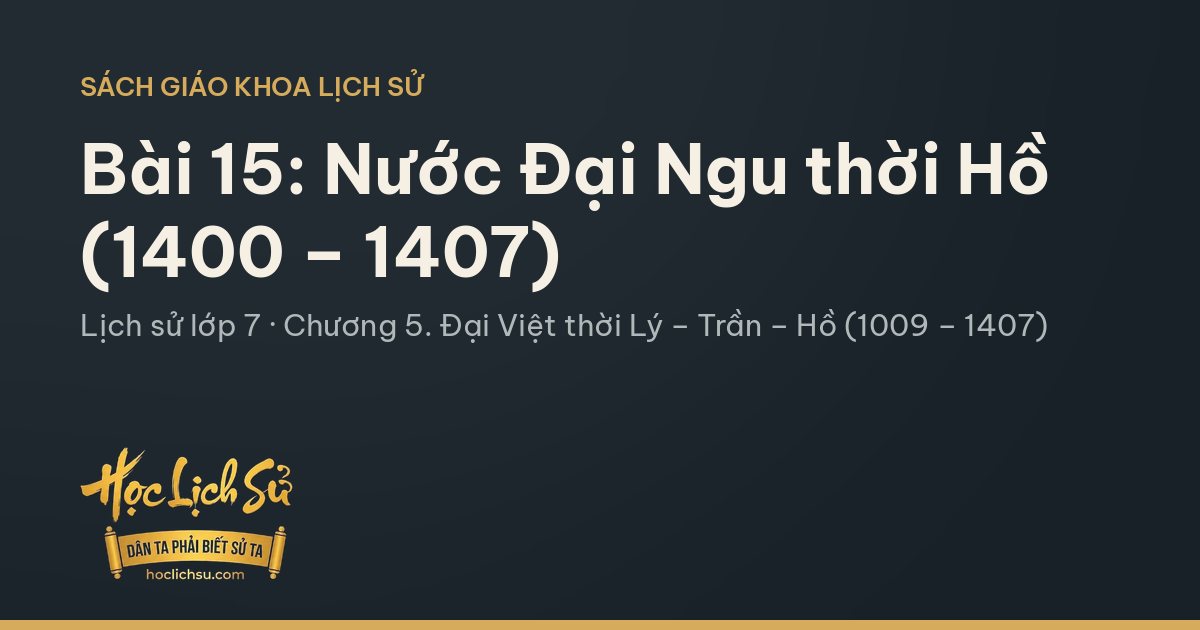 SÁCH GIÁO KHOA LỊCH SỬ
Bài 15: Nước Đại Ngu thời Hồ
(1400 – 1407)
Lịch sử lớp 7 · Chương 5. Đại Việt thời Lý – Trần – Hồ (1009 – 1407)
Học Lịch Sử
DÂN TA PHẢI BIẾT SỬ TA
hoclichsu.com